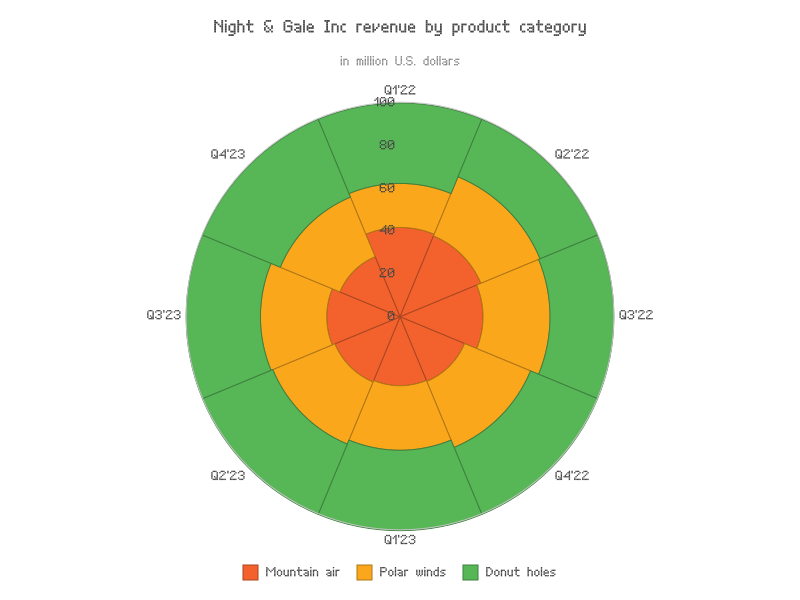 Night & Gale Inc revenue by product category
in million U.S. dollars
Q1'22
100
80
60
40
20
0
Q4'23
Q2'22
Q3'23
Q3'22
Q2'23
Q4'22
Q1'23
Mountain air
Polar winds
Donut holes